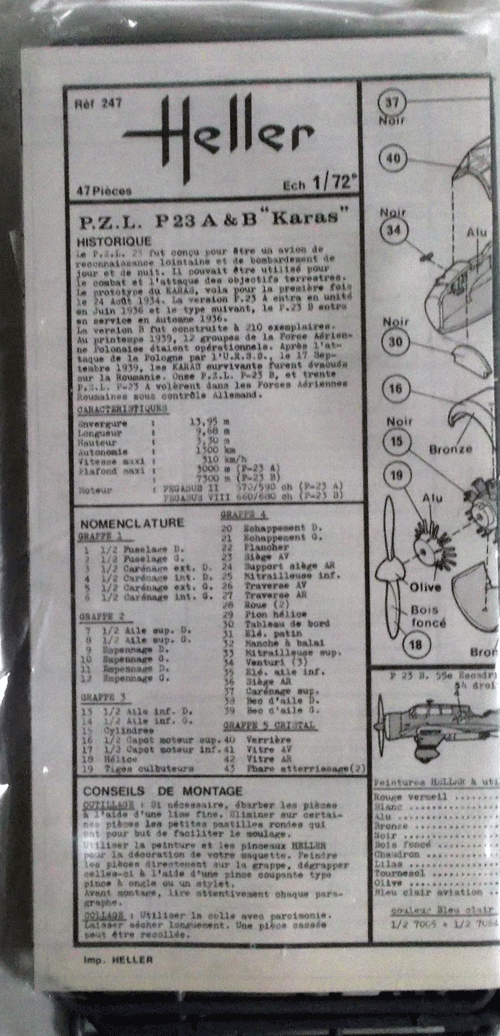 Réf 247
Heller
47 Pièces
Ech 1/72°
P.Z.L. P 23 A & B "Karas"
HISTORIQUE
Le P.Z.L. 23 fut conçu pour être un avion de
reconnaissance lointaine et de bombardement de
jour et de nuit. Il pouvait être utilisé pour
le combat et l'attaque des objectifs terrestres.
Le prototype du KARAS, vola pour la première fois
le 24 Août 1934. La version P.23 A entra en unité
en Juin 1936 et le type suivant, le P.23 B entra
en service en Automne 1936.
La version B fut construite à 210 exemplaires.
Au printemps 1939, 12 groupes de la Force Aérien-
ne Polonaise étaient opérationnels. Après l'at-
taque de la Pologne par l'U.R.S.S., le 17 Sep-
tembre 1939, les KARAS survivants furent évacués
sur la Roumanie. Onze P.Z.L. P-23 B, et trente
P.Z.L. P-23 A volèrent dans les Forces Aériennes
Roumaines sous contrôle Allemand.
CARACTERISTIQUES
Envergure : 13,95 m
Longueur : 9,68 m
Hauteur : 3,30 m
Autonomie : 1300 km
Vitesse maxi : 310 km/h
Plafond maxi : 3000 m (P-23 A)
7300 m (P-23 B)
Moteur : PEGASUS II 570/590 ch (P-23 A)
PEGASUS VIII 660/680 ch (P-23 B)
NOMENCLATURE
GRAPPE 1
1 1/2 Fuselage D.
2 1/2 Fuselage G.
3 1/2 Carénage ext. D.
4 1/2 Carénage int. D.
5 1/2 Carénage ext. G.
6 1/2 Carénage int. G.
GRAPPE 2
7 1/2 Aile sup. D.
8 1/2 Aile sup. G.
9 Empennage D.
10 Empennage G.
11 Empennage D.
12 Empennage G.
GRAPPE 3
13 1/2 Aile inf. D.
14 1/2 Aile inf. G.
15 Cylindres
16 1/2 Capot moteur sup.
17 1/2 Capot moteur inf.
18 Hélice
19 Tiges culbuteurs
GRAPPE 4
20 Echappement D.
21 Echappement G.
22 Plancher
23 Siège AV
24 Support siège AR
25 Mitrailleuse inf.
26 Traverse AV
27 Traverse AR
28 Roue (2)
29 Pion hélice
30 Tableau de bord
31 Elé. patin
32 Manche à balai
33 Mitrailleuse sup.
34 Venturi (3)
35 Elé. aile inf.
36 Siège AR
37 Carénage sup.
38 Bec d'aile D.
39 Bec d'aile G.
GRAPPE 5 CRISTAL
40 Verrière
41 Vitre AV
42 Vitre AR
43 Phare atterrissage(2)
CONSEILS DE MONTAGE
OUTILLAGE : Si nécessaire, ébarber les pièces
à l'aide d'une lime fine. Eliminer sur certai-
nes pièces les petites pastilles rondes qui
ont pour but de faciliter le moulage.
Utiliser la peinture et les pinceaux HELLER
pour la décoration de votre maquette. Peindre
les pièces directement sur la grappe, dégrapper
celles-ci à l'aide d'une pince coupante type
pince à ongle ou un stylet.
Avant montage, lire attentivement chaque para-
graphe.
COLLAGE : Utiliser la colle avec parcimonie.
Laisser sécher longuement. Une pièce cassée
peut être recollée.
Imp. HELLER
37
Noir
40
Noir
34
Alu
Noir
30
16
Noir
15
Bronze
19
Alu
Olive
Bois
foncé
18
Bron
P 23 B. 55e Escadri
à droi
Peintures HELLER à uti
Rouge vermeil
Blanc
Alu
Bronze
Noir
Bois foncé
Chaudron
Lilas
Tournesol
Olive
Bleu clair aviation
couleur Bleu clair
1/2 7005 + 1/2